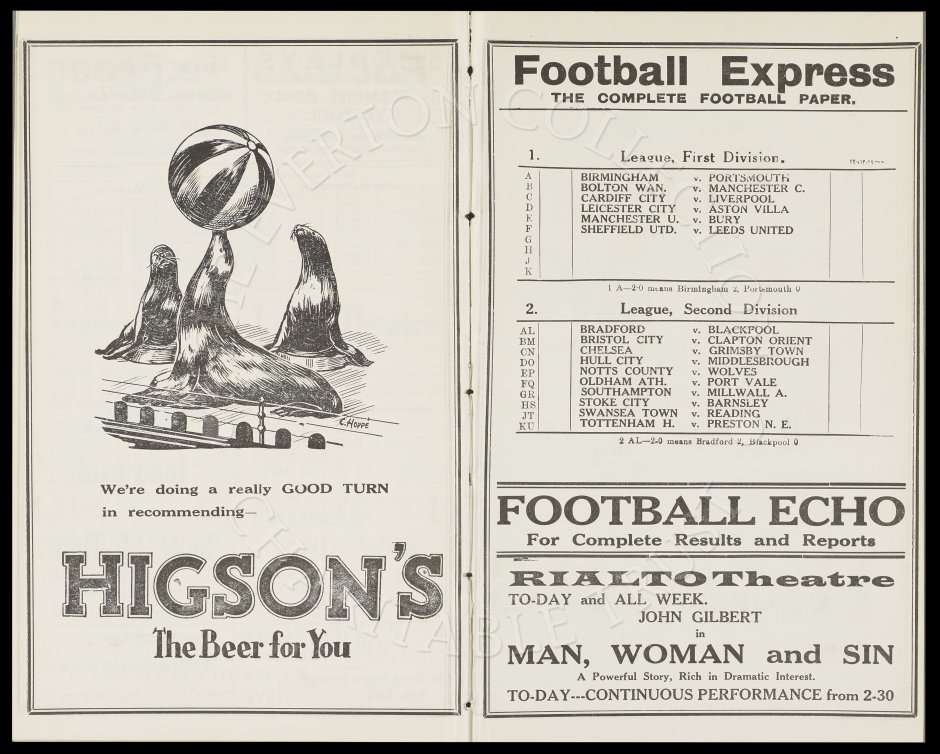 C. HOPPÉ
We're doing a really GOOD TURN
in recommending—
HIGSON'S
The Beer for You
Football Express
THE COMPLETE FOOTBALL PAPER.
1. League, First Division. Half-time
A BIRMINGHAM v. PORTSMOUTH
B BOLTON WAN. v. MANCHESTER C.
C CARDIFF CITY v. LIVERPOOL
D LEICESTER CITY v. ASTON VILLA
E MANCHESTER U. v. BURY
F SHEFFIELD UTD. v. LEEDS UNITED
G
H
J
K
1 A—2-0 means Birmingham 2, Portsmouth 0
2. League, Second Division
AL BRADFORD v. BLACKPOOL
BM BRISTOL CITY v. CLAPTON ORIENT
CN CHELSEA v. GRIMSBY TOWN
DO HULL CITY v. MIDDLESBROUGH
EP NOTTS COUNTY v. WOLVES
FQ OLDHAM ATH. v. PORT VALE
GR SOUTHAMPTON v. MILLWALL A.
HS STOKE CITY v. BARNSLEY
JT SWANSEA TOWN v. READING
KU TOTTENHAM H. v. PRESTON N. E.
2 AL—2-0 means Bradford 2, Blackpool 0
FOOTBALL ECHO
For Complete Results and Reports
RIALTO Theatre
TO-DAY and ALL WEEK.
JOHN GILBERT
in
MAN, WOMAN and SIN
A Powerful Story, Rich in Dramatic Interest.
TO-DAY---CONTINUOUS PERFORMANCE from 2-30
EVERTON COLLECTION
CHARITABLE TRUST